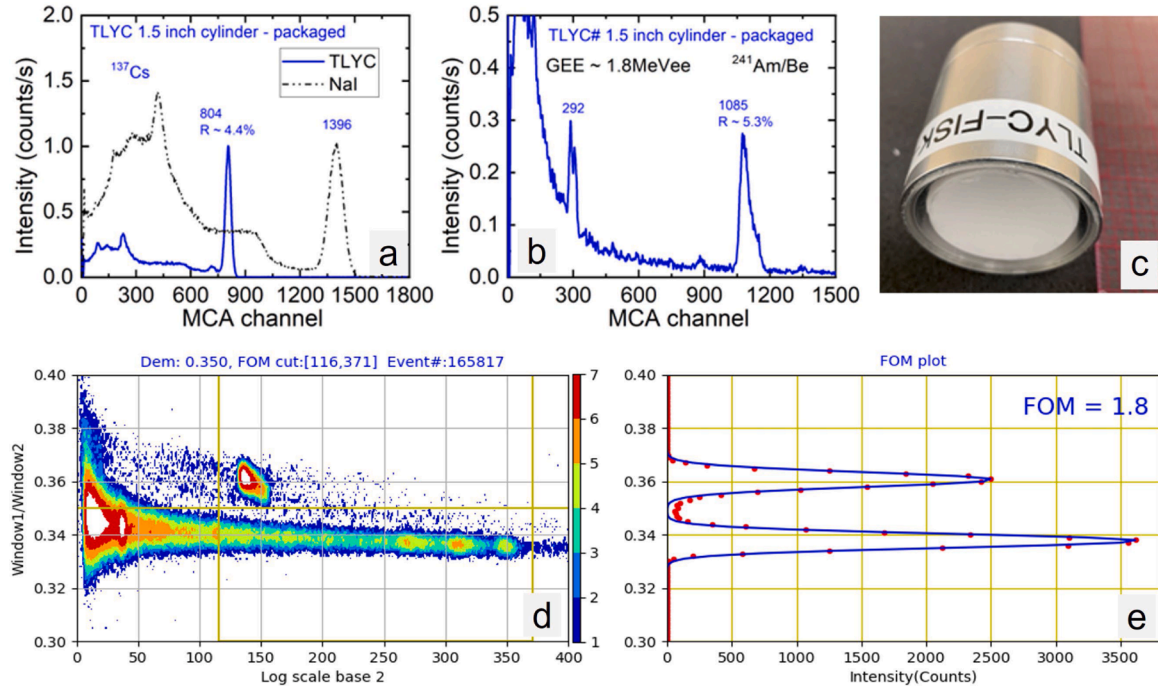 TLYC 1.5 inch cylinder - packaged
¹³⁷Cs
TLYC
NaI
804
R ~ 4.4%
1396
2.0
1.5
1.0
0.5
0.0
Intensity (counts/s)
0 300 600 900 1200 1500 1800
MCA channel
a
TLYC# 1.5 inch cylinder - packaged
GEE ~ 1.8MeVee ²⁴¹Am/Be
292
1085
R ~ 5.3%
0.5
0.4
0.3
0.2
0.1
0.0
Intensity (counts/s)
0 300 600 900 1200 1500
MCA channel
b
TLYC-FISK
c
Dem: 0.350, FOM cut:[116,371] Event#:165817
0.40
0.38
0.36
0.34
0.32
0.30
Window1/Window2
0 50 100 150 200 250 300 350 400
Log scale base 2
7
6
5
4
3
2
1
d
FOM plot
FOM = 1.8
0.40
0.38
0.36
0.34
0.32
0.30
0 500 1000 1500 2000 2500 3000 3500
Intensity(Counts)
e